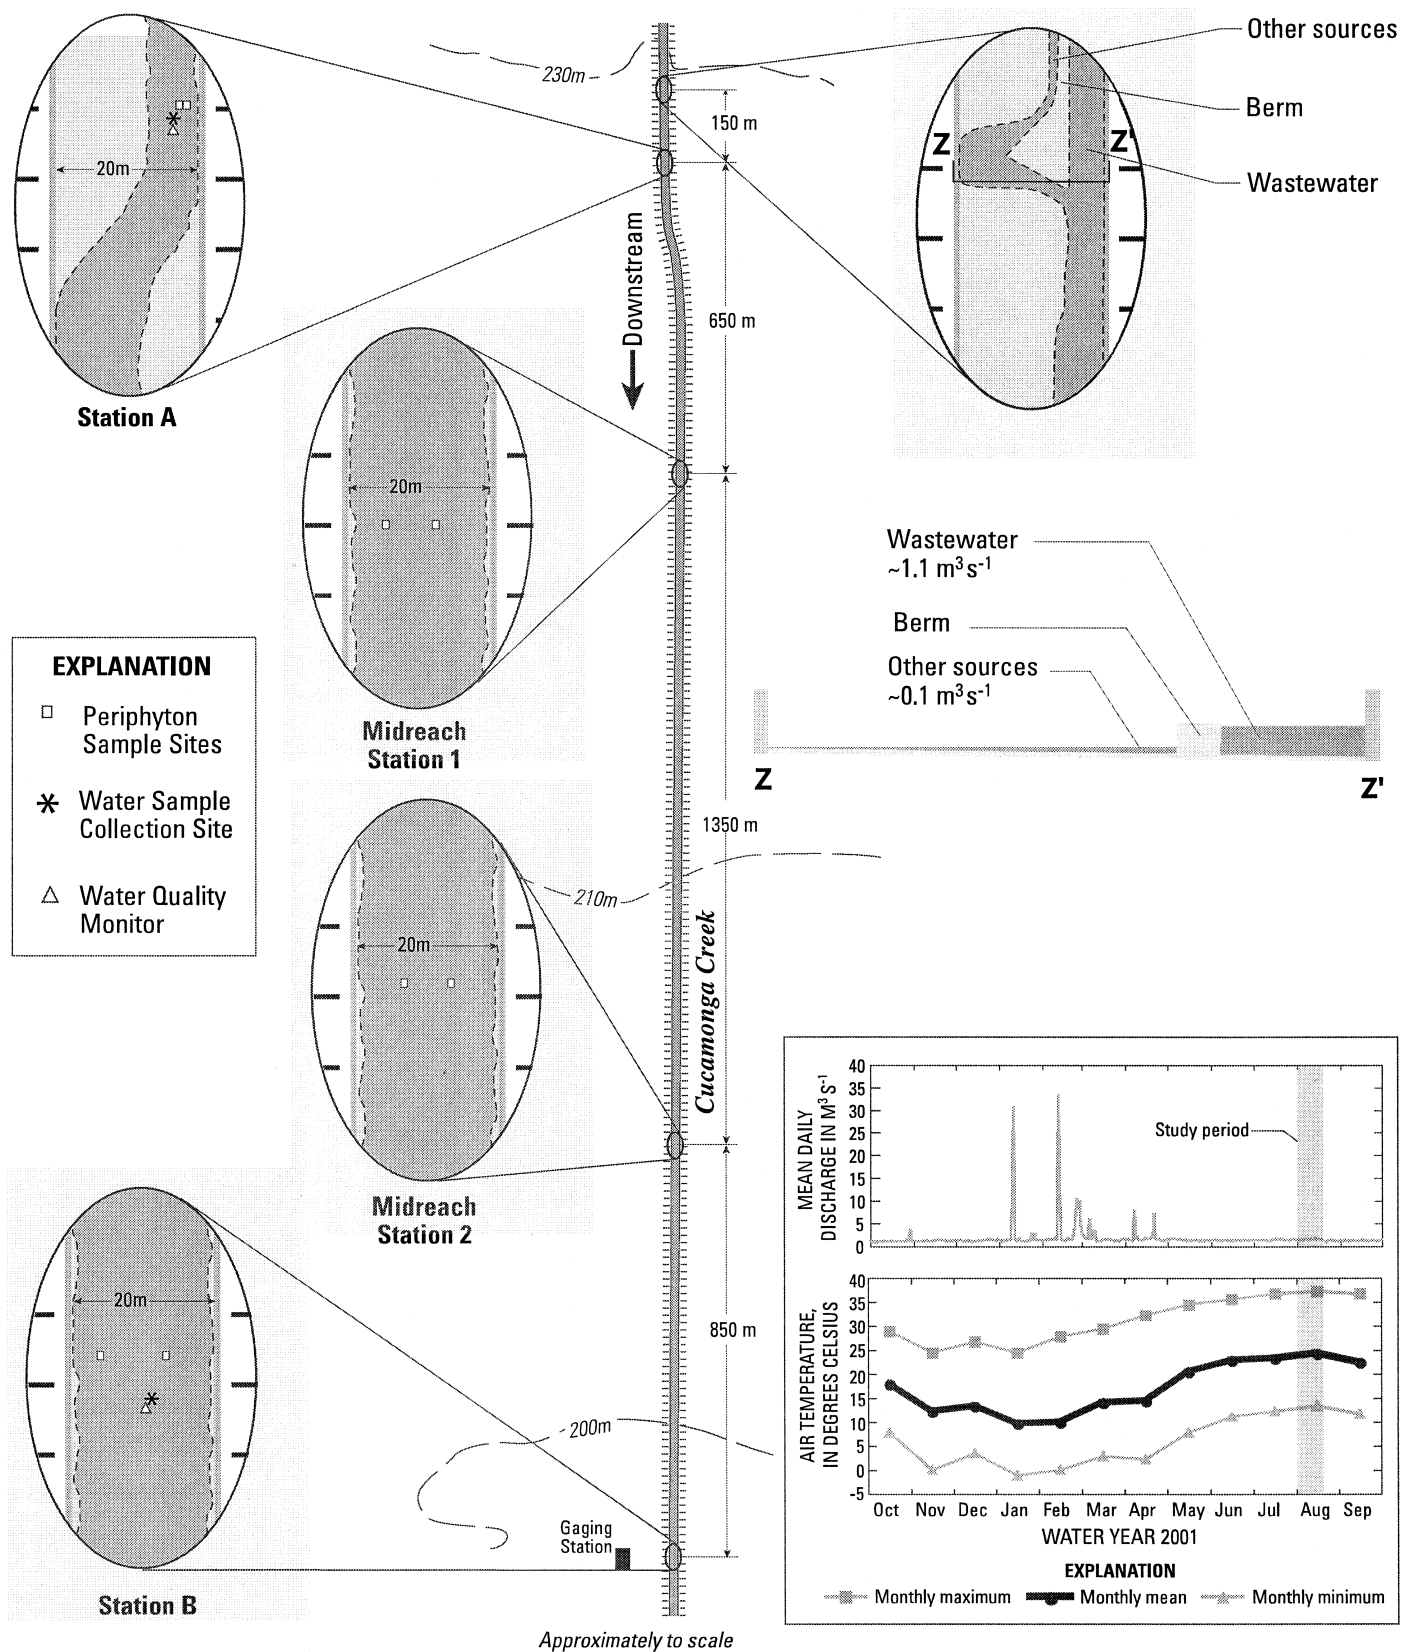 Other sources
230m
Berm
150 m
Z
Z'
20m
Wastewater
Downstream
650 m
Station A
20m
Wastewater
~1.1 m³s⁻¹
Berm
Other sources
~0.1 m³s⁻¹
EXPLANATION
Periphyton
Sample Sites
Water Sample
Collection Site
Water Quality
Monitor
Midreach
Station 1
Z
Z'
1350 m
210m
Cucamonga Creek
20m
Midreach
Station 2
MEAN DAILY
DISCHARGE IN M³ S⁻¹
40
35
30
25
20
15
10
5
0
Study period
20m
850 m
200m
Gaging
Station
Station B
AIR TEMPERATURE,
IN DEGREES CELSIUS
40
35
30
25
20
15
10
5
0
-5
Oct Nov Dec Jan Feb Mar Apr May Jun Jul Aug Sep
WATER YEAR 2001
EXPLANATION
Monthly maximum Monthly mean Monthly minimum
Approximately to scale